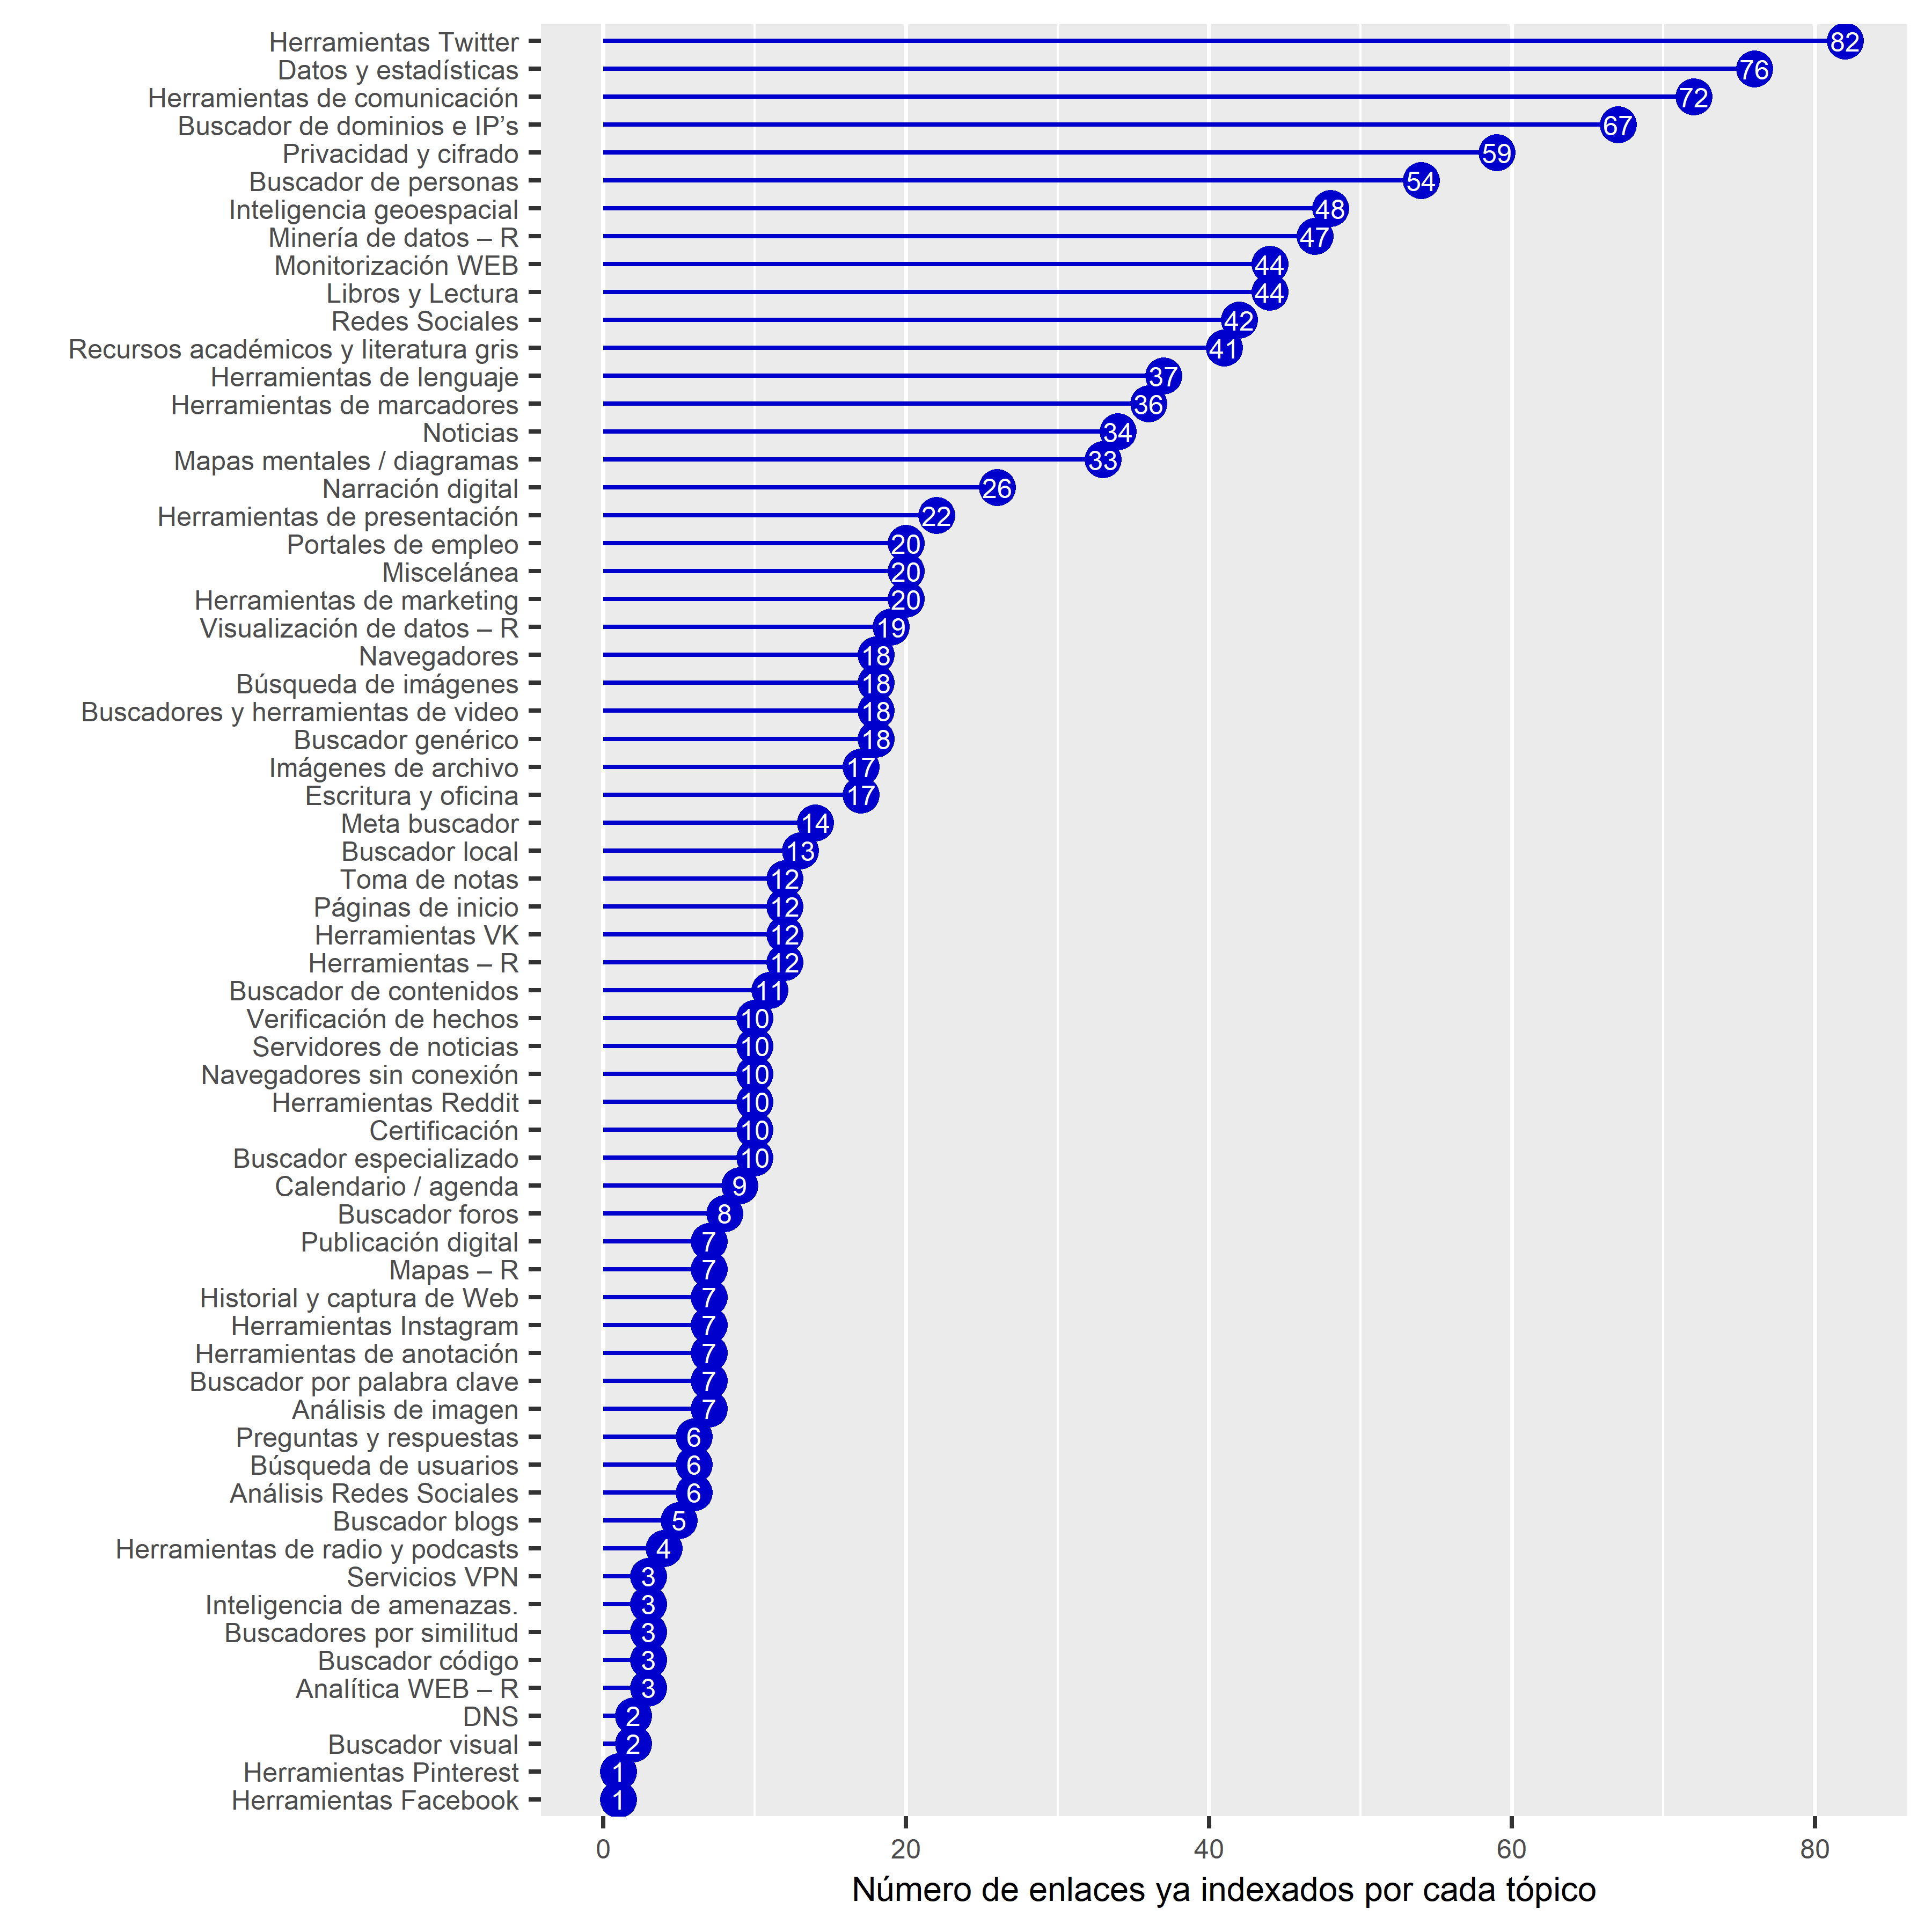 Herramientas Twitter 82
Datos y estadísticas 76
Herramientas de comunicación 72
Buscador de dominios e IP’s 67
Privacidad y cifrado 59
Buscador de personas 54
Inteligencia geoespacial 48
Minería de datos – R 47
Monitorización WEB 44
Libros y Lectura 44
Redes Sociales 42
Recursos académicos y literatura gris 41
Herramientas de lenguaje 37
Herramientas de marcadores 36
Noticias 34
Mapas mentales / diagramas 33
Narración digital 26
Herramientas de presentación 22
Portales de empleo 20
Miscelánea 20
Herramientas de marketing 20
Visualización de datos – R 19
Navegadores 18
Búsqueda de imágenes 18
Buscadores y herramientas de video 18
Buscador genérico 18
Imágenes de archivo 17
Escritura y oficina 17
Meta buscador 14
Buscador local 13
Toma de notas 12
Páginas de inicio 12
Herramientas VK 12
Herramientas – R 12
Buscador de contenidos 11
Verificación de hechos 10
Servidores de noticias 10
Navegadores sin conexión 10
Herramientas Reddit 10
Certificación 10
Buscador especializado 10
Calendario / agenda 9
Buscador foros 8
Publicación digital 7
Mapas – R 7
Historial y captura de Web 7
Herramientas Instagram 7
Herramientas de anotación 7
Buscador por palabra clave 7
Análisis de imagen 7
Preguntas y respuestas 6
Búsqueda de usuarios 6
Análisis Redes Sociales 6
Buscador blogs 5
Herramientas de radio y podcasts 4
Servicios VPN 3
Inteligencia de amenazas. 3
Buscadores por similitud 3
Buscador código 3
Analítica WEB – R 3
DNS 2
Buscador visual 2
Herramientas Pinterest 1
Herramientas Facebook 1
0 20 40 60 80
Número de enlaces ya indexados por cada tópico